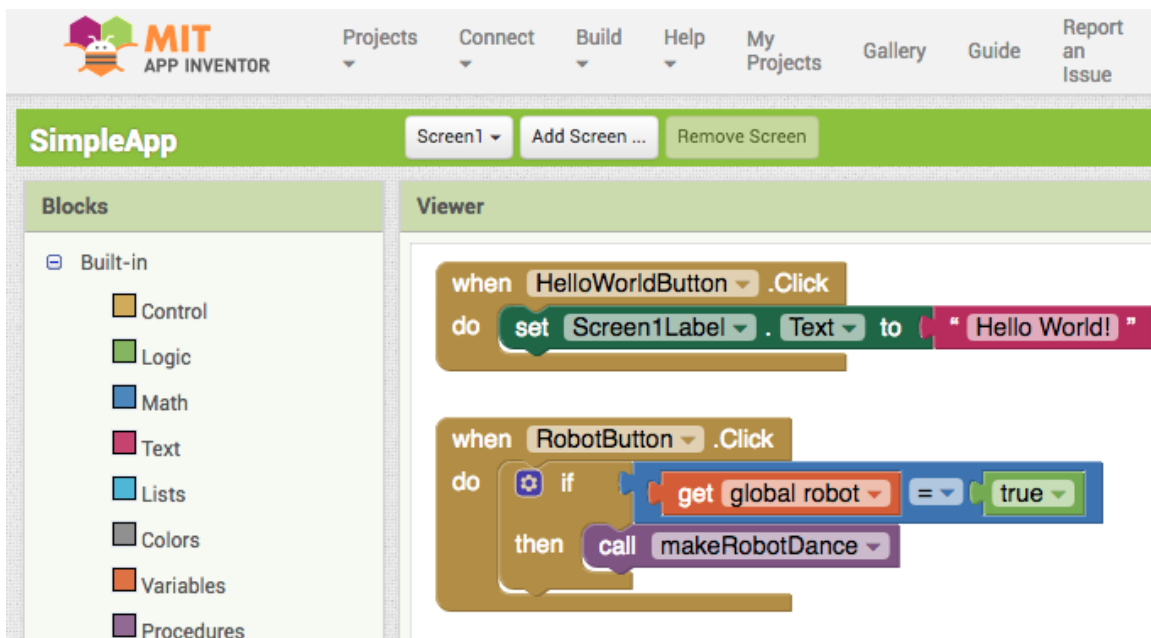 MIT
APP INVENTOR
Projects
Connect
Build
Help
My
Projects
Gallery
Guide
Report
an
Issue
SimpleApp
Screen1
Add Screen ...
Remove Screen
Blocks
Viewer
Built-in
Control
Logic
Math
Text
Lists
Colors
Variables
Procedures
when HelloWorldButton .Click
do set Screen1Label . Text to “ Hello World! ”
when RobotButton .Click
do if get global robot = true
then call makeRobotDance